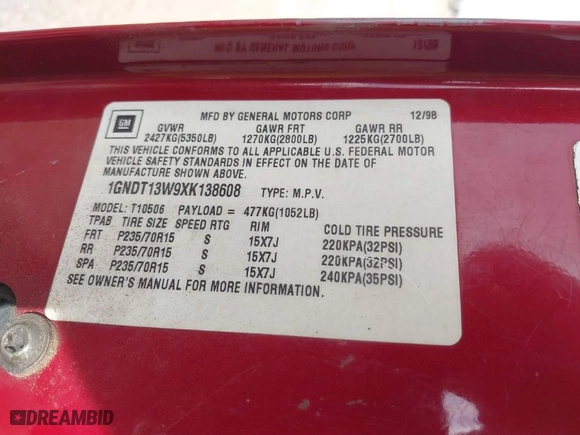 MFD BY GENERAL MOTORS CORP 12/98
GM
GVWR GAWR FRT GAWR RR
2427KG(5350LB) 1270KG(2800LB) 1225KG(2700LB)
THIS VEHICLE CONFORMS TO ALL APPLICABLE U.S. FEDERAL MOTOR
VEHICLE SAFETY STANDARDS IN EFFECT ON THE DATE OF
MANUFACTURE SHOWN ABOVE.
1GNDT13W9XK138608 TYPE: M.P.V.
MODEL: T10506 PAYLOAD = 477KG(1052LB)
TPAB TIRE SIZE SPEED RTG RIM COLD TIRE PRESSURE
FRT P235/70R15 S 15X7J 220KPA(32PSI)
RR P235/70R15 S 15X7J 220KPA(32PSI)
SPA P235/70R15 S 15X7J 240KPA(35PSI)
SEE OWNER'S MANUAL FOR MORE INFORMATION.
DREAMBID